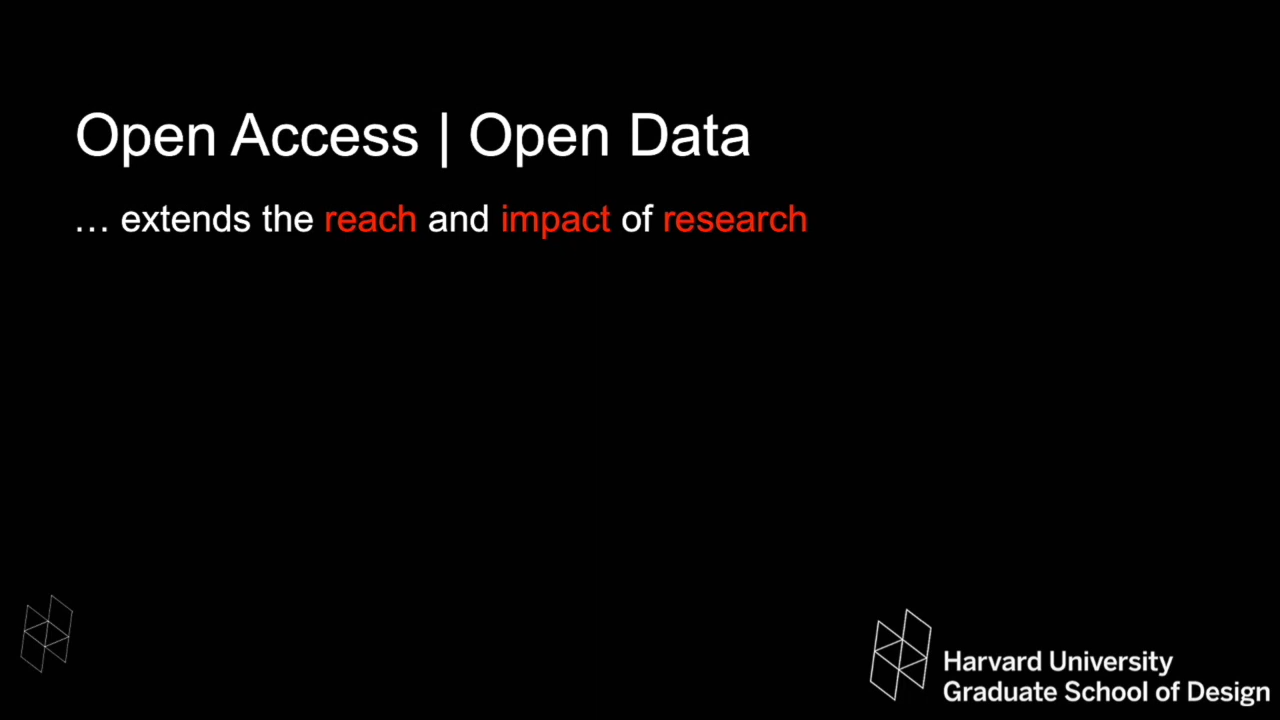 Open Access | Open Data
… extends the reach and impact of research
Harvard University
Graduate School of Design